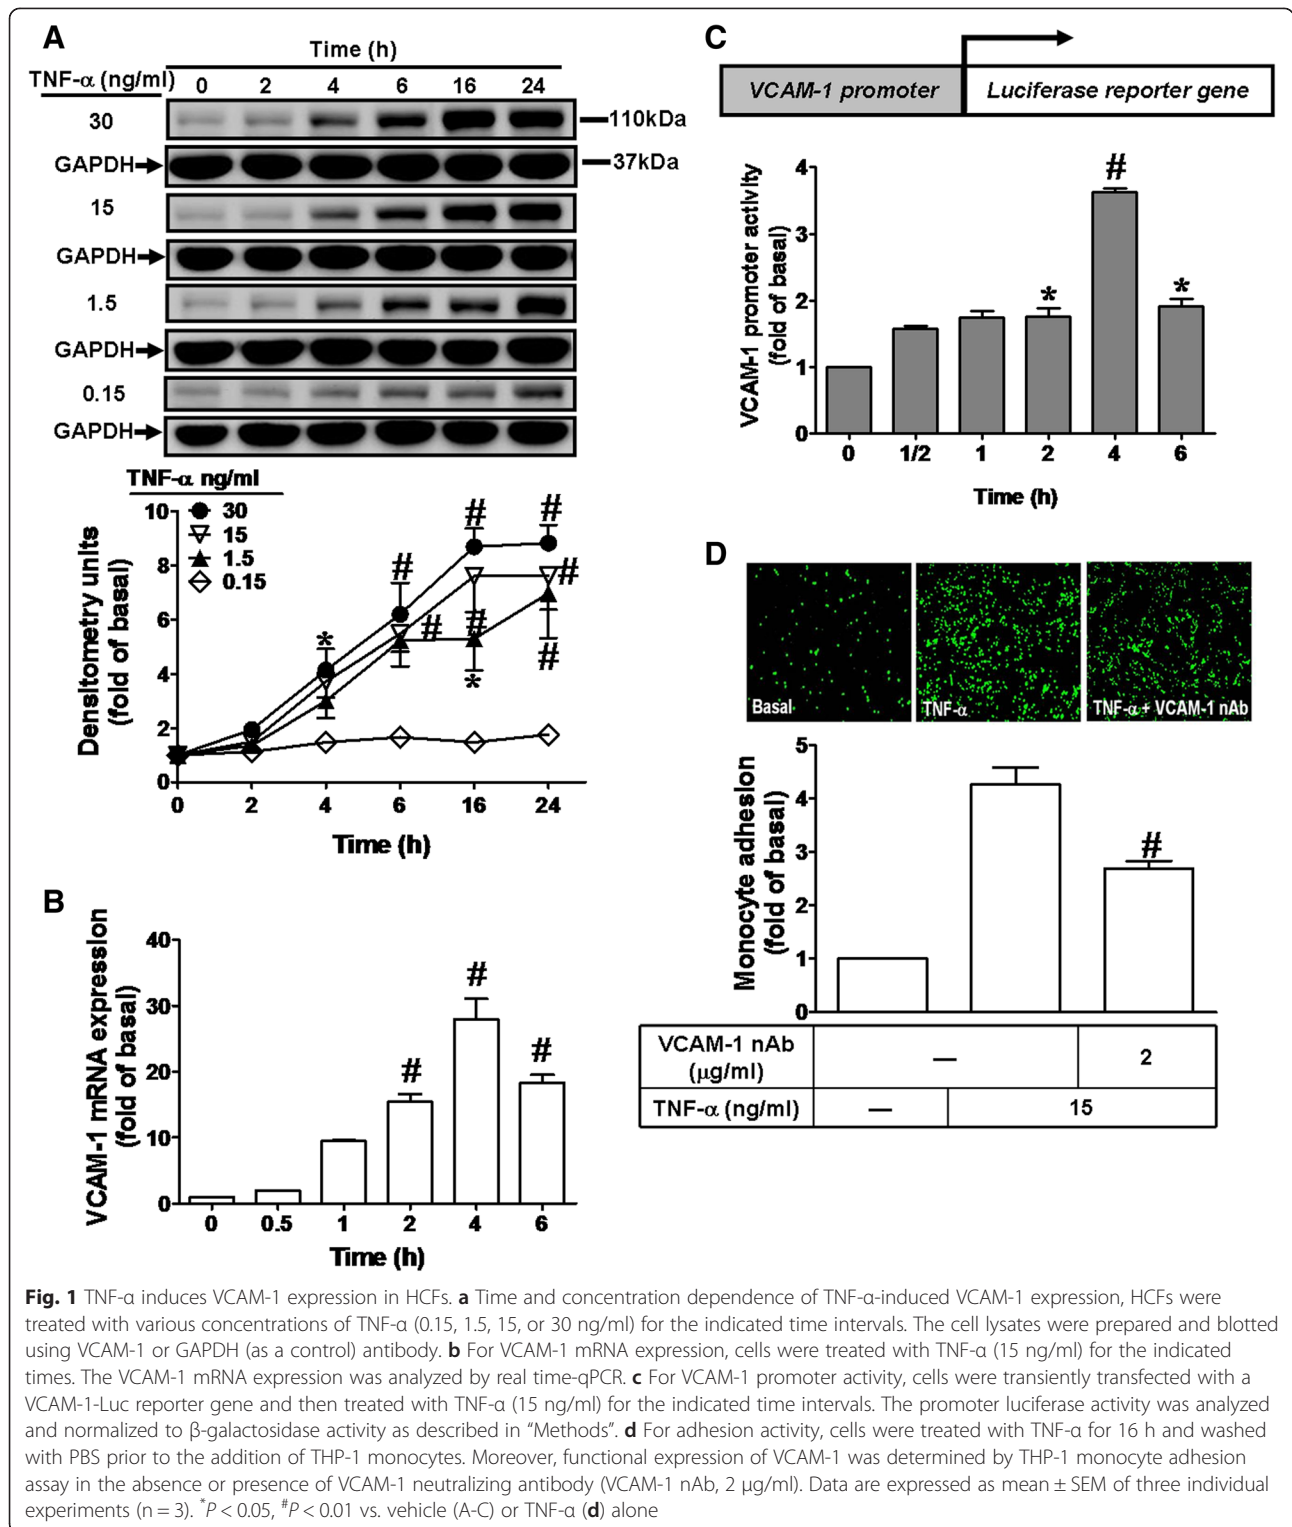 A
Time (h)
TNF-α (ng/ml) 0 2 4 6 16 24
30 110kDa
GAPDH 37kDa
15
GAPDH
1.5
GAPDH
0.15
GAPDH
TNF-α ng/ml
30
15
1.5
0.15
Densitometry units
(fold of basal)
10
8
6
4
2
0
* # # # # # # * #
0 2 4 6 16 24
Time (h)
B
VCAM-1 mRNA expression
(fold of basal)
40
30
20
10
0
# # #
0 0.5 1 2 4 6
Time (h)
C
VCAM-1 promoter Luciferase reporter gene
VCAM-1 promoter activity
(fold of basal)
4
3
2
1
0
* # *
0 1/2 1 2 4 6
Time (h)
D
Basal TNF-α TNF-α + VCAM-1 nAb
Monocyte adhesion
(fold of basal)
5
4
3
2
1
0
#
VCAM-1 nAb
(μg/ml) — 2
TNF-α (ng/ml) — 15
Fig. 1 TNF-α induces VCAM-1 expression in HCFs. a Time and concentration dependence of TNF-α-induced VCAM-1 expression, HCFs were
treated with various concentrations of TNF-α (0.15, 1.5, 15, or 30 ng/ml) for the indicated time intervals. The cell lysates were prepared and blotted
using VCAM-1 or GAPDH (as a control) antibody. b For VCAM-1 mRNA expression, cells were treated with TNF-α (15 ng/ml) for the indicated
times. The VCAM-1 mRNA expression was analyzed by real time-qPCR. c For VCAM-1 promoter activity, cells were transiently transfected with a
VCAM-1-Luc reporter gene and then treated with TNF-α (15 ng/ml) for the indicated time intervals. The promoter luciferase activity was analyzed
and normalized to β-galactosidase activity as described in “Methods”. d For adhesion activity, cells were treated with TNF-α for 16 h and washed
with PBS prior to the addition of THP-1 monocytes. Moreover, functional expression of VCAM-1 was determined by THP-1 monocyte adhesion
assay in the absence or presence of VCAM-1 neutralizing antibody (VCAM-1 nAb, 2 μg/ml). Data are expressed as mean ± SEM of three individual
experiments (n = 3). *P < 0.05, #P < 0.01 vs. vehicle (A-C) or TNF-α (d) alone